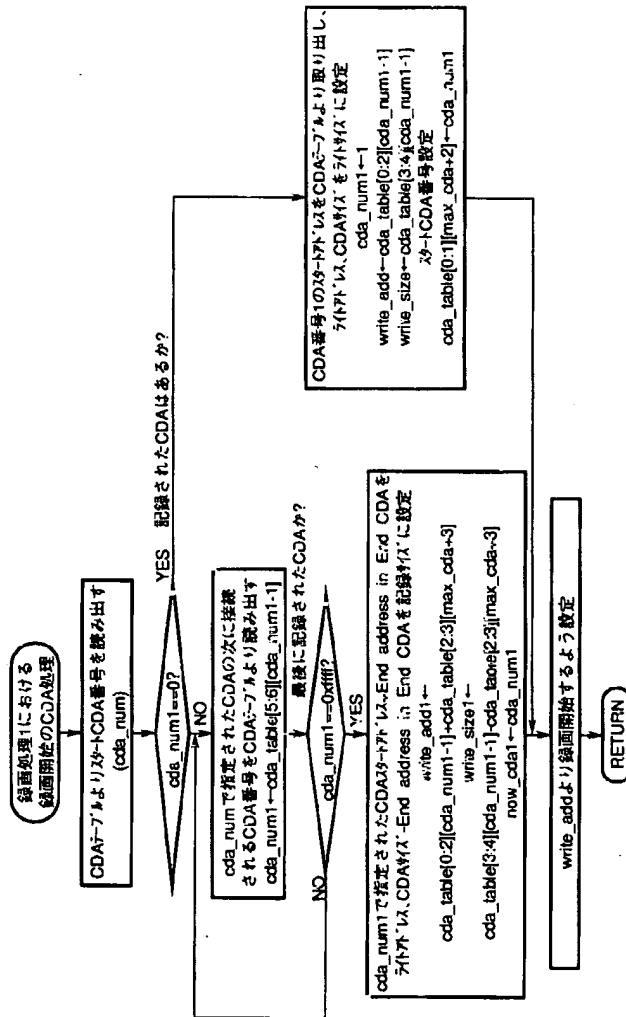 録画処理1における
録画開始のCDA処理
CDAテーブルよりスタートCDA番号を読み出す
(cda_num)
cda_num1==0?
YES 記録されたCDAはあるか?
NO
cda_numで指定されたCDAの次に接続
されるCDA番号をCDAテーブルより読み出す
cda_num1←cda_table[5:6][cda_num1-1]
最後に記録されたCDAか?
cda_num1==0xffff?
NO
YES
cda_num1で指定されたCDAスタートアドレス+End address in End CDAを
ライトアドレス、CDAサイズ-End address in End CDAを記録サイズに設定
write_add1←
cda_table[0:2][cda_num1-1]+cda_table[2:3][max_cda+3]
write_size1←
cda_table[3:4][cda_num1-1]-cda_table[2:3][max_cda+3]
now_cda1←cda_num1
CDA番号1のスタートアドレスをCDAテーブルより取り出し、
ライトアドレス、CDAサイズをライトサイズに設定
cda_num1←1
write_add←cda_table[0:2][cda_num1-1]
write_size←cda_table[3:4][cda_num1-1]
スタートCDA番号設定
cda_table[0:1][max_cda+2]←cda_num1
write_addより録画開始するよう設定
RETURN